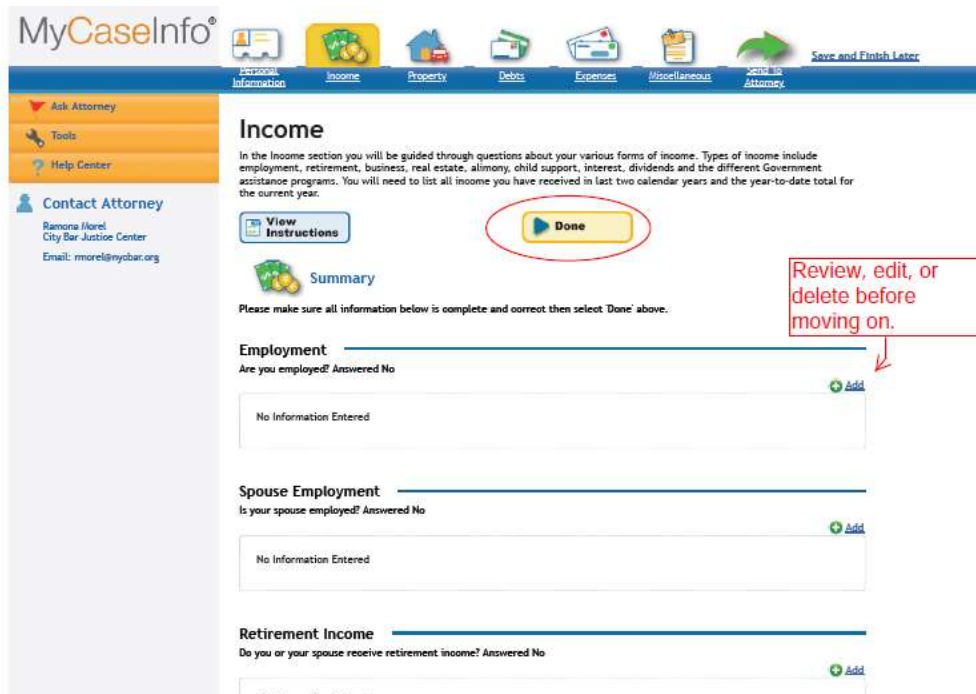 MyCaseInfo®
Personal Information
Income
Property
Debts
Expenses
Miscellaneous
Send To Attorney
Save and Finish Later
Ask Attorney
Tools
Help Center
Contact Attorney
Ramona Morel
City Bar Justice Center
Email: rmorel@nycbar.org
Income
In the Income section you will be guided through questions about your various forms of income. Types of income include
employment, retirement, business, real estate, alimony, child support, interest, dividends and the different Government
assistance programs. You will need to list all income you have received in last two calendar years and the year-to-date total for
the current year.
View
Instructions
Done
Summary
Review, edit, or
delete before
moving on.
Please make sure all information below is complete and correct then select 'Done' above.
Employment
Are you employed? Answered No
Add
No Information Entered
Spouse Employment
Is your spouse employed? Answered No
Add
No Information Entered
Retirement Income
Do you or your spouse receive retirement income? Answered No
Add